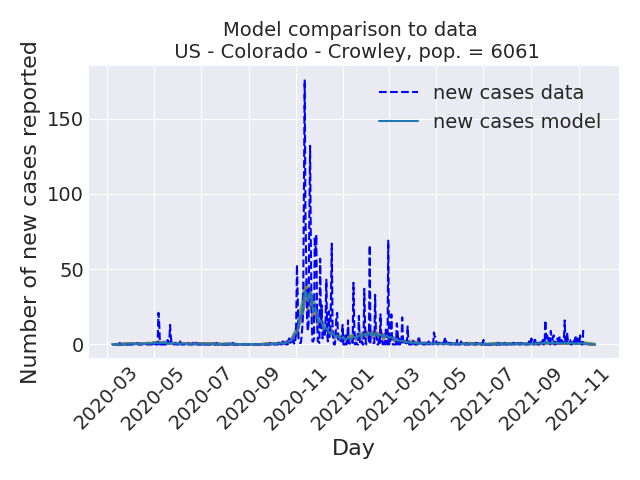 Model comparison to data
US - Colorado - Crowley, pop. = 6061
Number of new cases reported
150
100
50
0
new cases data
new cases model
2020-03
2020-05
2020-07
2020-09
2020-11
2021-01
2021-03
2021-05
2021-07
2021-09
2021-11
Day